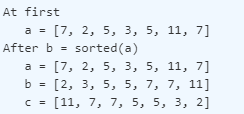 At first
a = [7, 2, 5, 3, 5, 11, 7]
After b = sorted(a)
a = [7, 2, 5, 3, 5, 11, 7]
b = [2, 3, 5, 5, 7, 7, 11]
c = [11, 7, 7, 5, 5, 3, 2]